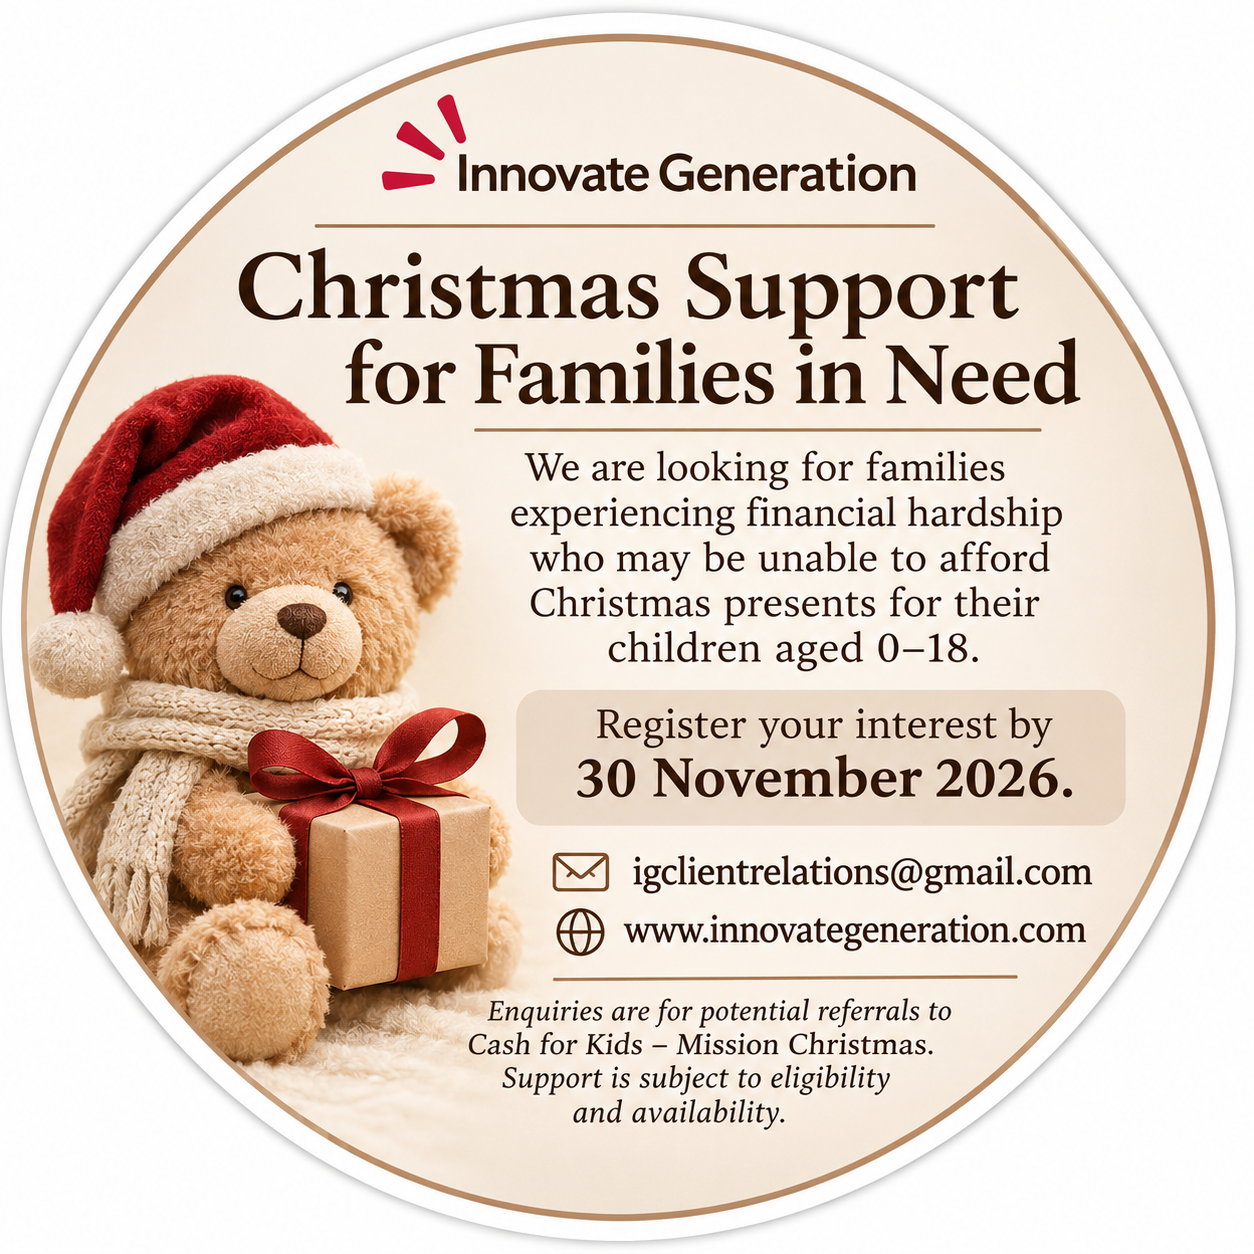 Innovate Generation
Christmas Support
for Families in Need
We are looking for families
experiencing financial hardship
who may be unable to afford
Christmas presents for their
children aged 0–18.
Register your interest by
30 November 2026.
igclientrelations@gmail.com
www.innovategeneration.com
Enquiries are for potential referrals to
Cash for Kids – Mission Christmas.
Support is subject to eligibility
and availability.